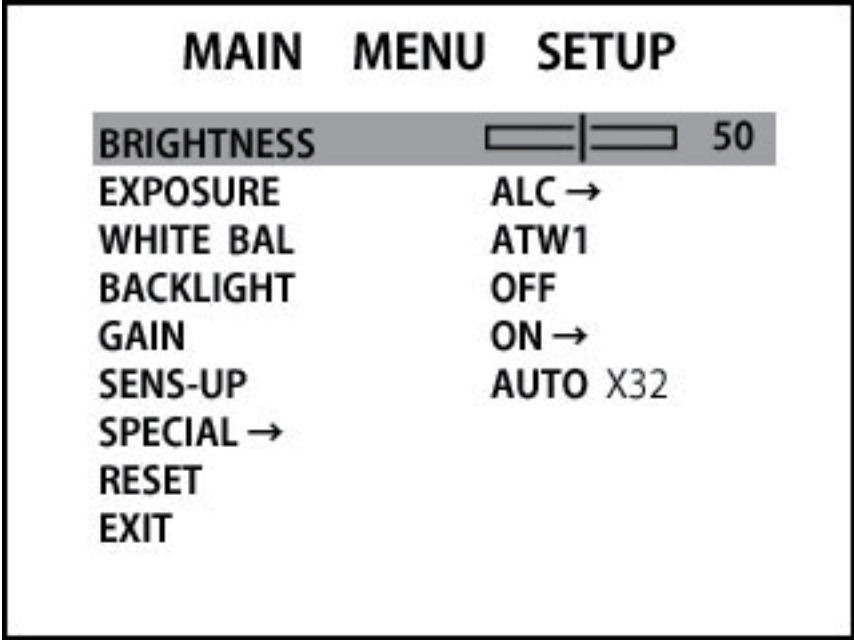 MAIN MENU SETUP
BRIGHTNESS 50
EXPOSURE ALC →
WHITE BAL ATW1
BACKLIGHT OFF
GAIN ON →
SENS-UP AUTO X32
SPECIAL →
RESET
EXIT